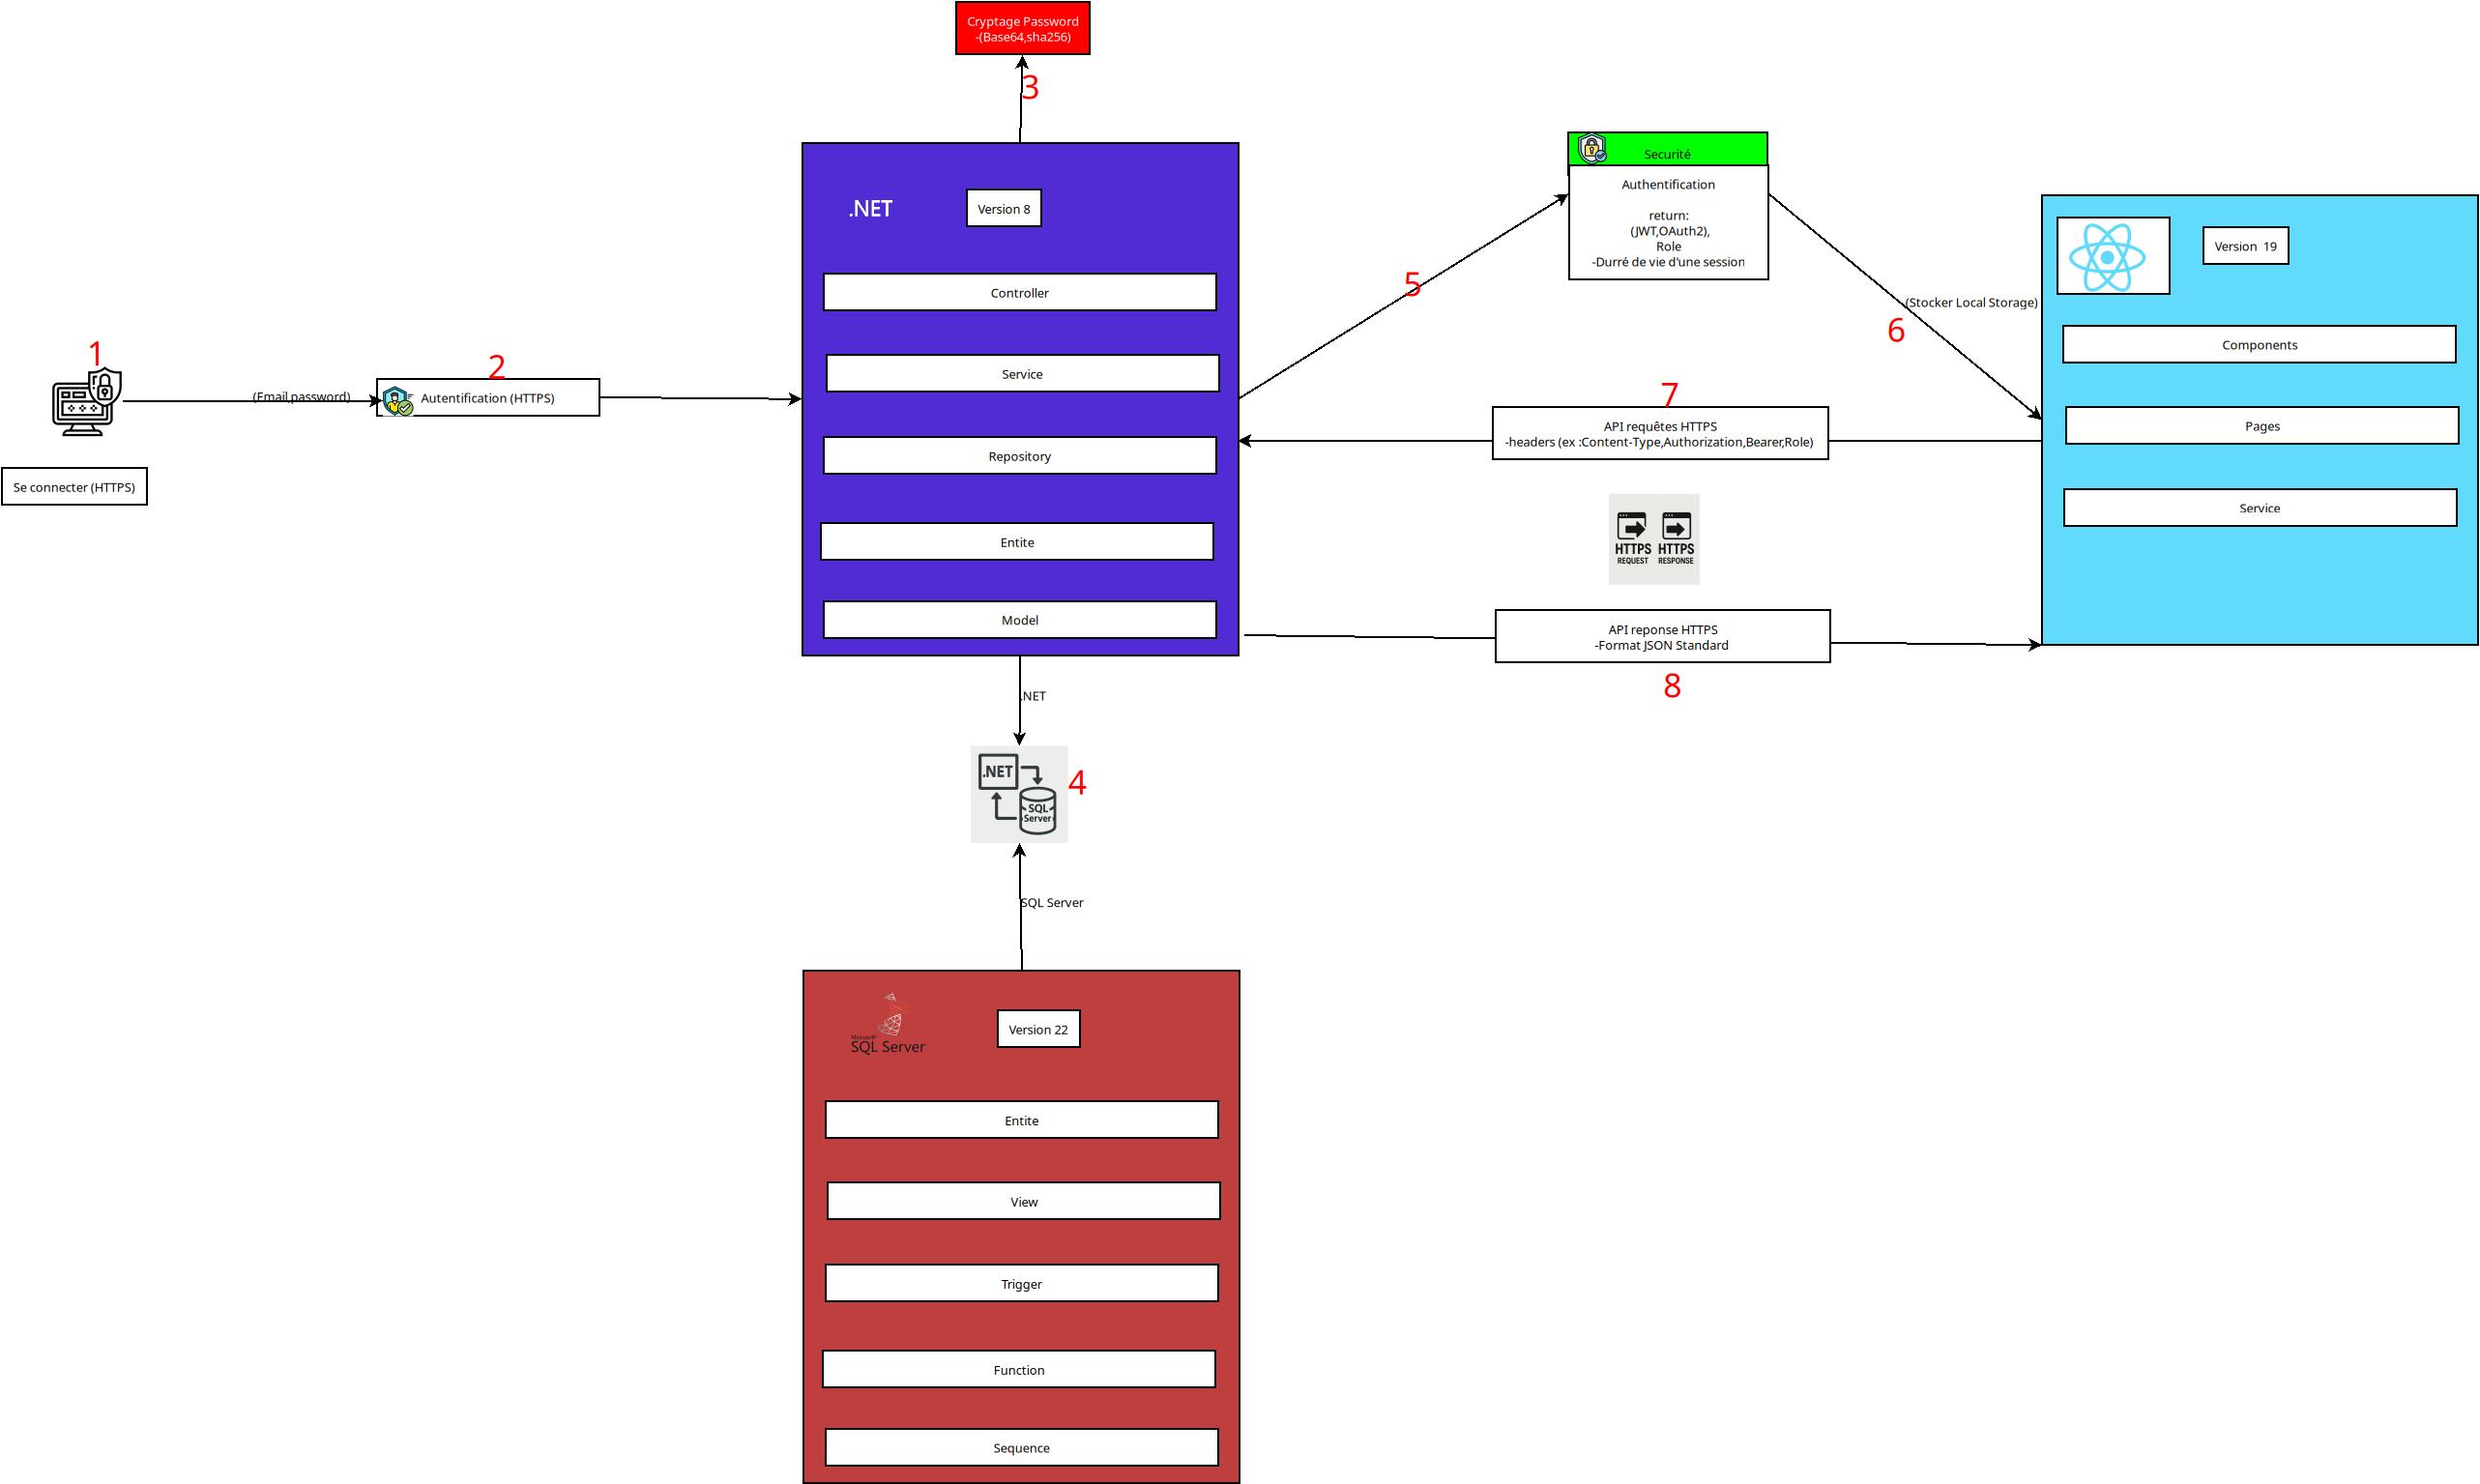 Cryptage Password
-(Base64,sha256)
3
1
(Email,password)
Se connecter (HTTPS)
2
Autentification (HTTPS)
.NET
Version 8
Controller
Service
Repository
Entite
Model
5
Securité
Authentification
return:
(JWT,OAuth2),
Role
-Durré de vie d'une session
(Stocker Local Storage)
6
Version 19
Components
Pages
Service
7
API requêtes HTTPS
-headers (ex :Content-Type,Authorization,Bearer,Role)
HTTPS
REQUEST
HTTPS
RESPONSE
API reponse HTTPS
-Format JSON Standard
8
.NET
.NET
SQL
Server
4
SQL Server
Microsoft
SQL Server
Version 22
Entite
View
Trigger
Function
Sequence